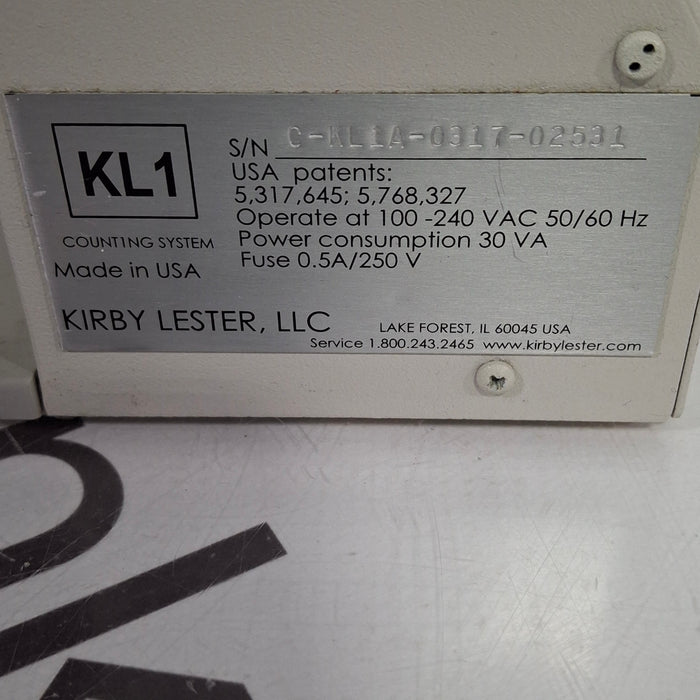 KL1
COUNTING SYSTEM
Made in USA
S/N C-KL1A-0317-02531
USA patents:
5,317,645; 5,768,327
Operate at 100 -240 VAC 50/60 Hz
Power consumption 30 VA
Fuse 0.5A/250 V
KIRBY LESTER, LLC
LAKE FOREST, IL 60045 USA
Service 1.800.243.2465 www.kirbylester.com